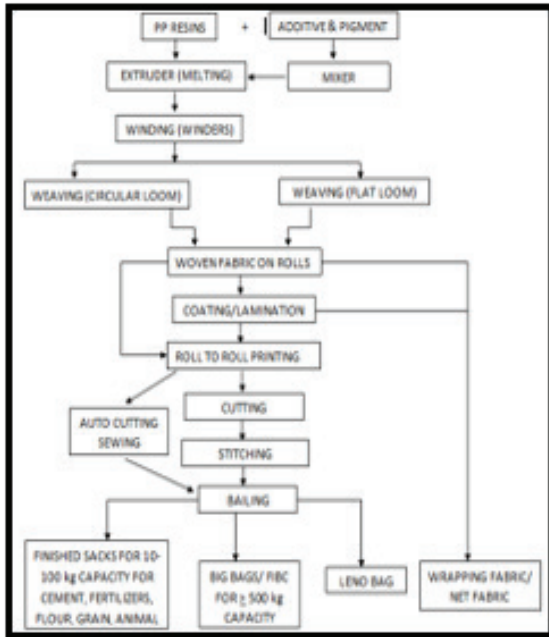 PP RESINS
+
ADDITIVE & PIGMENT
EXTRUDER (MELTING)
MIXER
WINDING (WINDERS)
WEAVING (CIRCULAR LOOM)
WEAVING (FLAT LOOM)
WOVEN FABRIC ON ROLLS
COATING/LAMINATION
ROLL TO ROLL PRINTING
AUTO CUTTING
SEWING
CUTTING
STITCHING
BAILING
FINISHED SACKS FOR 10-
100 kg CAPACITY FOR
CEMENT, FERTILIZERS,
FLOUR, GRAIN, ANIMAL
BIG BAGS/ FIBC
FOR ≥ 500 kg
CAPACITY
LENO BAG
WRAPPING FABRIC/
NET FABRIC